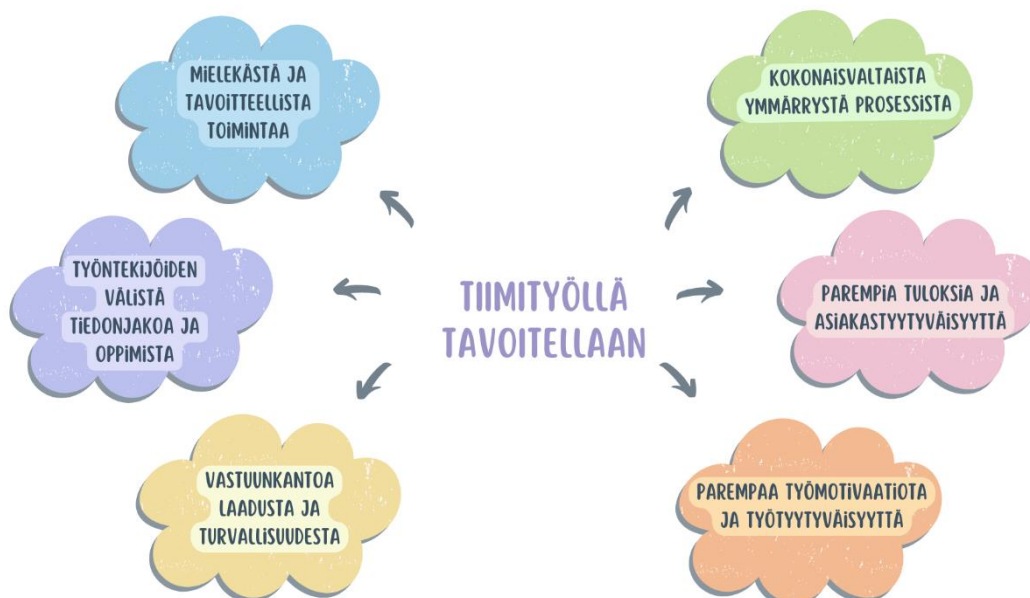 MIELEKÄSTÄ JA
TAVOITTEELLISTA
TOIMINTAA
KOKONAISVALTAISTA
YMMÄRRYSTÄ PROSESSISTA
TYÖNTEKIJÖIDEN
VÄLISTÄ
TIEDONJAKOA JA
OPPIMISTA
TIIMITYÖLLÄ
TAVOITELLAAN
PAREMPIA TULOKSIA JA
ASIAKASTYYTYVÄISYYTTÄ
VASTUUNKANTOA
LAADUSTA JA
TURVALLISUUDESTA
PAREMPAA TYÖMOTIVAATIOTA
JA TYÖTYYTYVÄISYYTTÄ